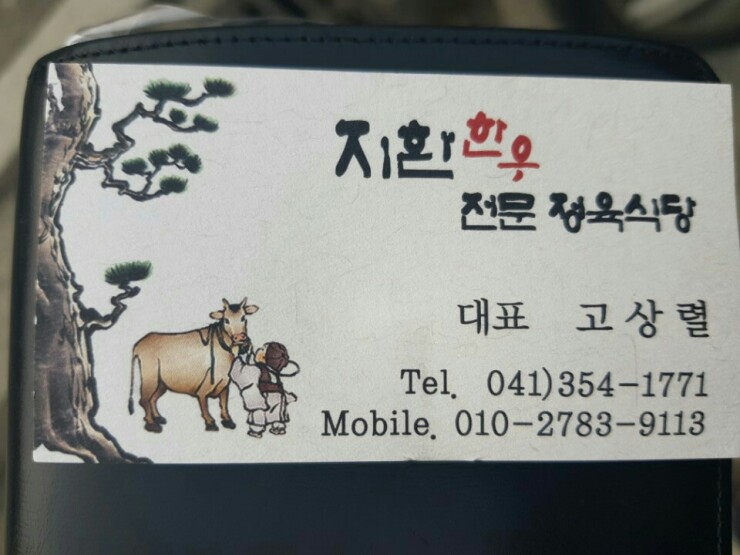 지환한우
전문 정육식당
대표 고상렬
Tel. 041)354-1771
Mobile. 010-2783-9113